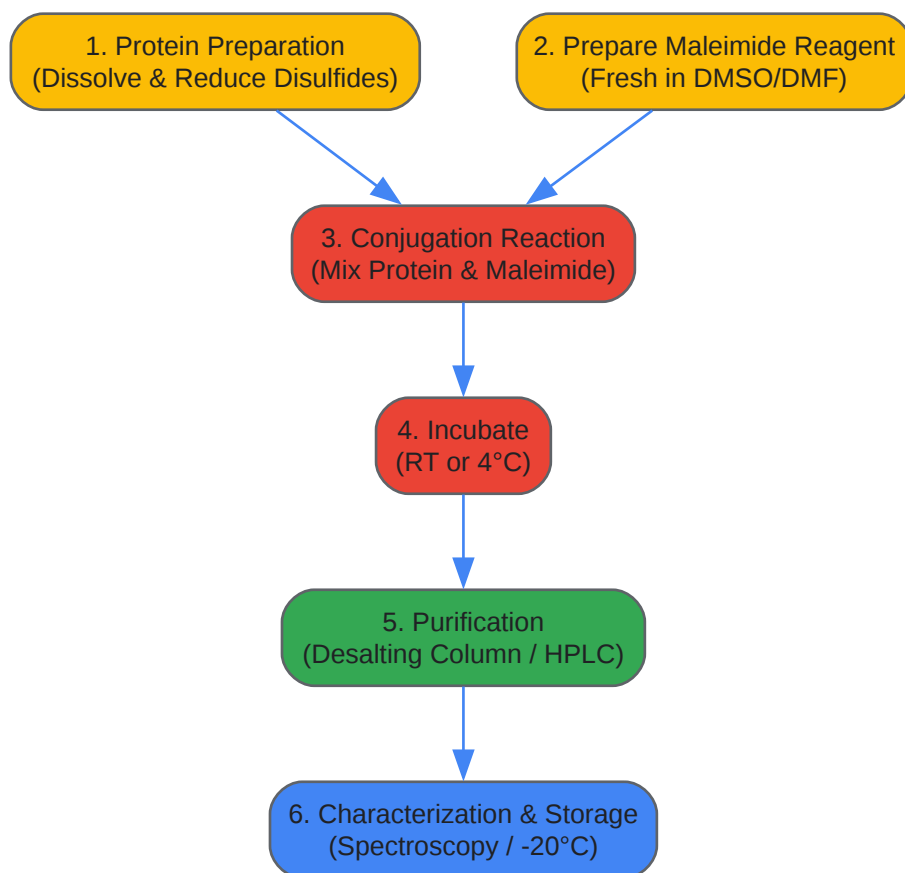 1. Protein Preparation
(Dissolve & Reduce Disulfides)
2. Prepare Maleimide Reagent
(Fresh in DMSO/DMF)
3. Conjugation Reaction
(Mix Protein & Maleimide)
4. Incubate
(RT or 4°C)
5. Purification
(Desalting Column / HPLC)
6. Characterization & Storage
(Spectroscopy / -20°C)